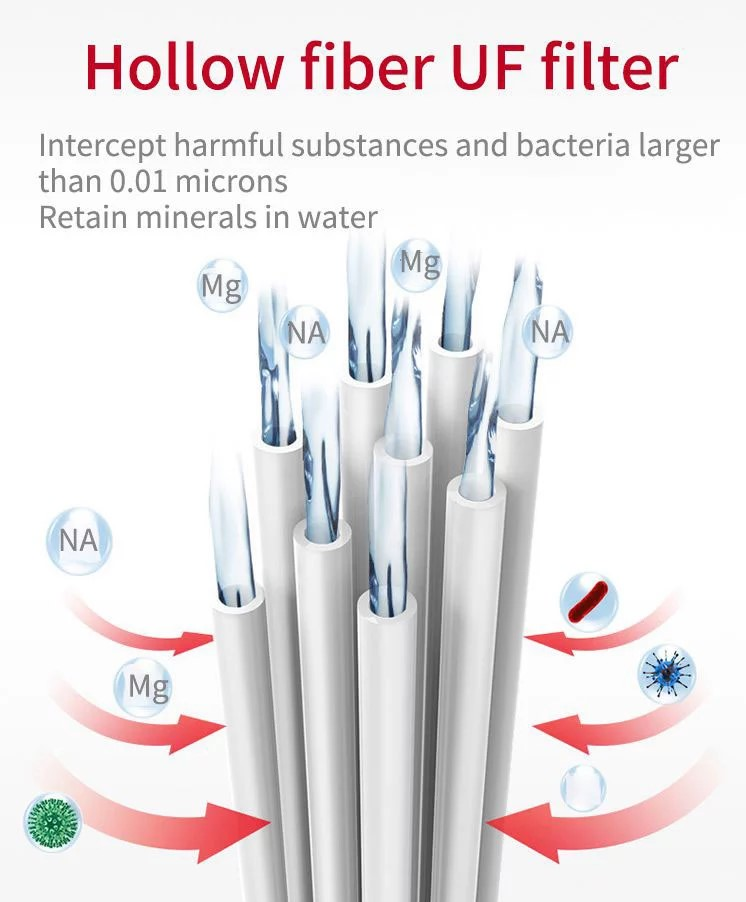 Hollow fiber UF filter
Intercept harmful substances and bacteria larger
than 0.01 microns
Retain minerals in water
Mg
Mg
NA
NA
NA
Mg